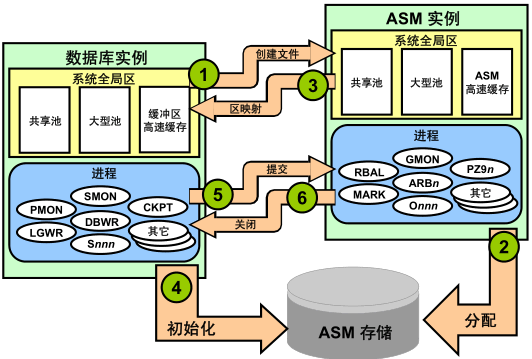 数据库实例
系统全局区
共享池
大型池
缓冲区
高速缓存
进程
SMON
PMON
CKPT
DBWR
LGWR
其它
Snnn
1
创建文件
3
区映射
5
提交
6
关闭
ASM 实例
系统全局区
共享池
大型池
ASM
高速缓存
进程
GMON
RBAL
PZ9n
ARBn
MARK
其它
Onnn
2
分配
4
初始化
ASM 存储